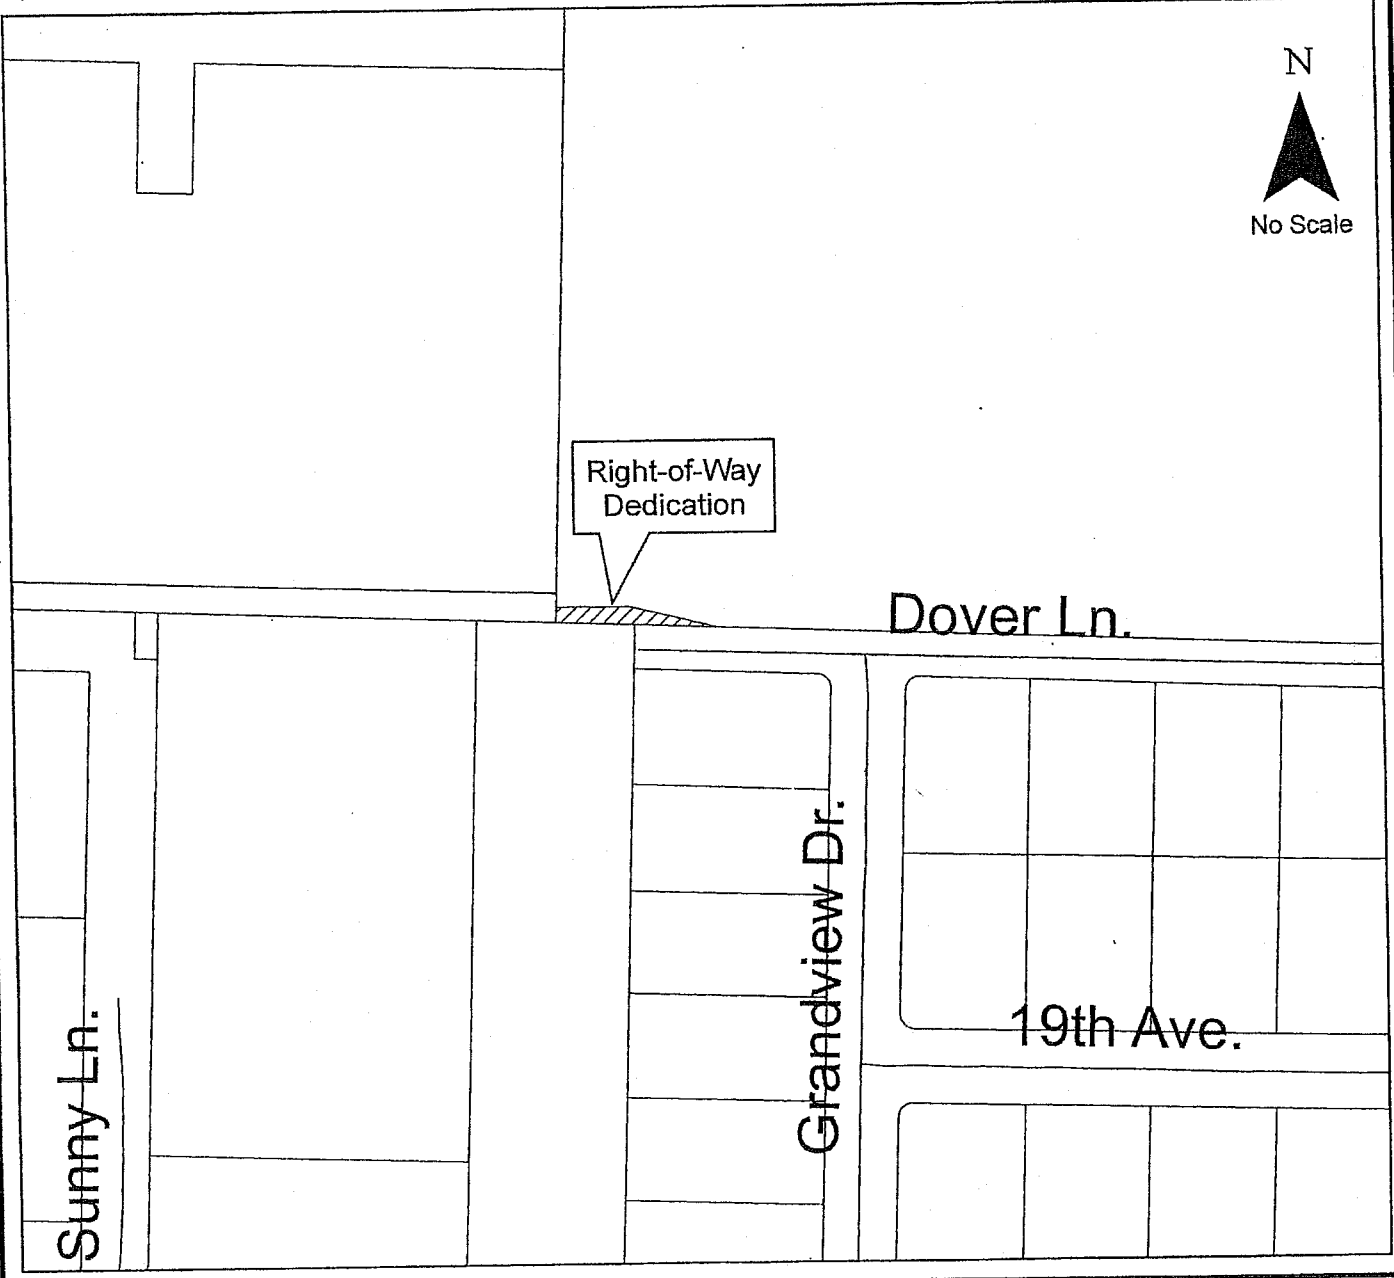 N
No Scale
Right-of-Way
Dedication
Dover Ln.
Grandview Dr.
19th Ave.
Sunny Ln.